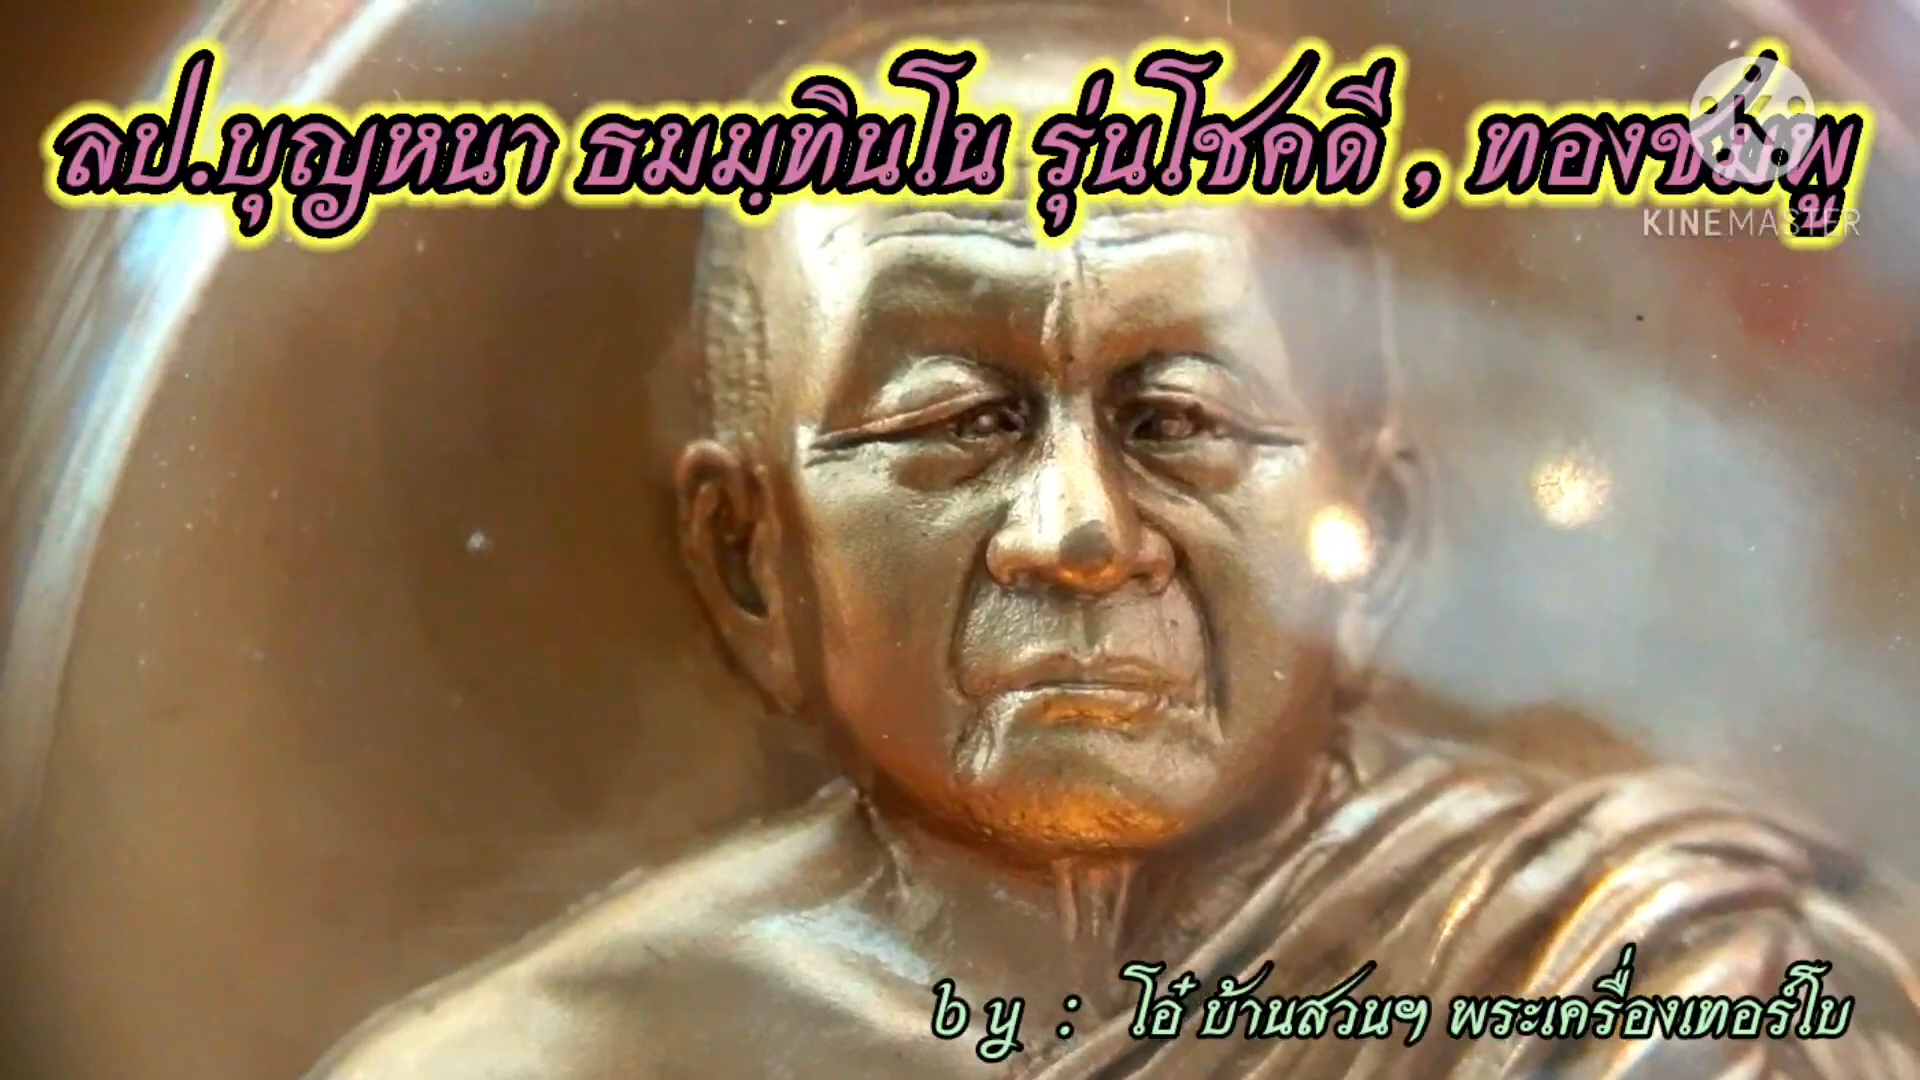 ลป.บุญหนา ธมมฺทินโน รุ่นโชคดี , ทองชมพู
KINEMASTER
by : โอ๋ บ้านสวนฯ พระเครื่องเทอร์โบ